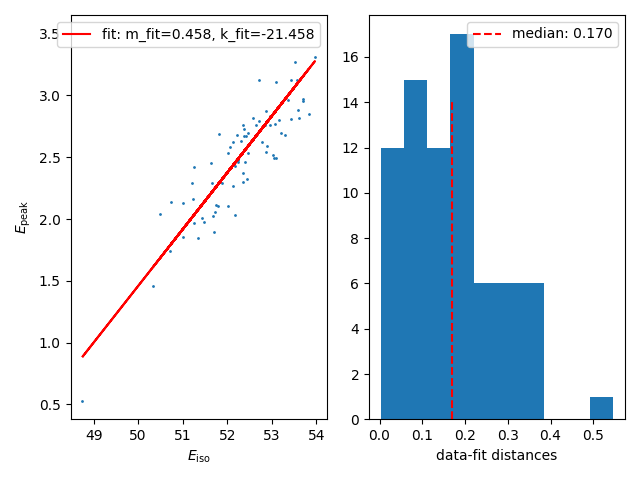 fit: m_fit=0.458, k_fit=-21.458
3.5
3.0
2.5
2.0
1.5
1.0
0.5
E_peak
49 50 51 52 53 54
E_iso
median: 0.170
16
14
12
10
8
6
4
2
0
0.0 0.1 0.2 0.3 0.4 0.5
data-fit distances